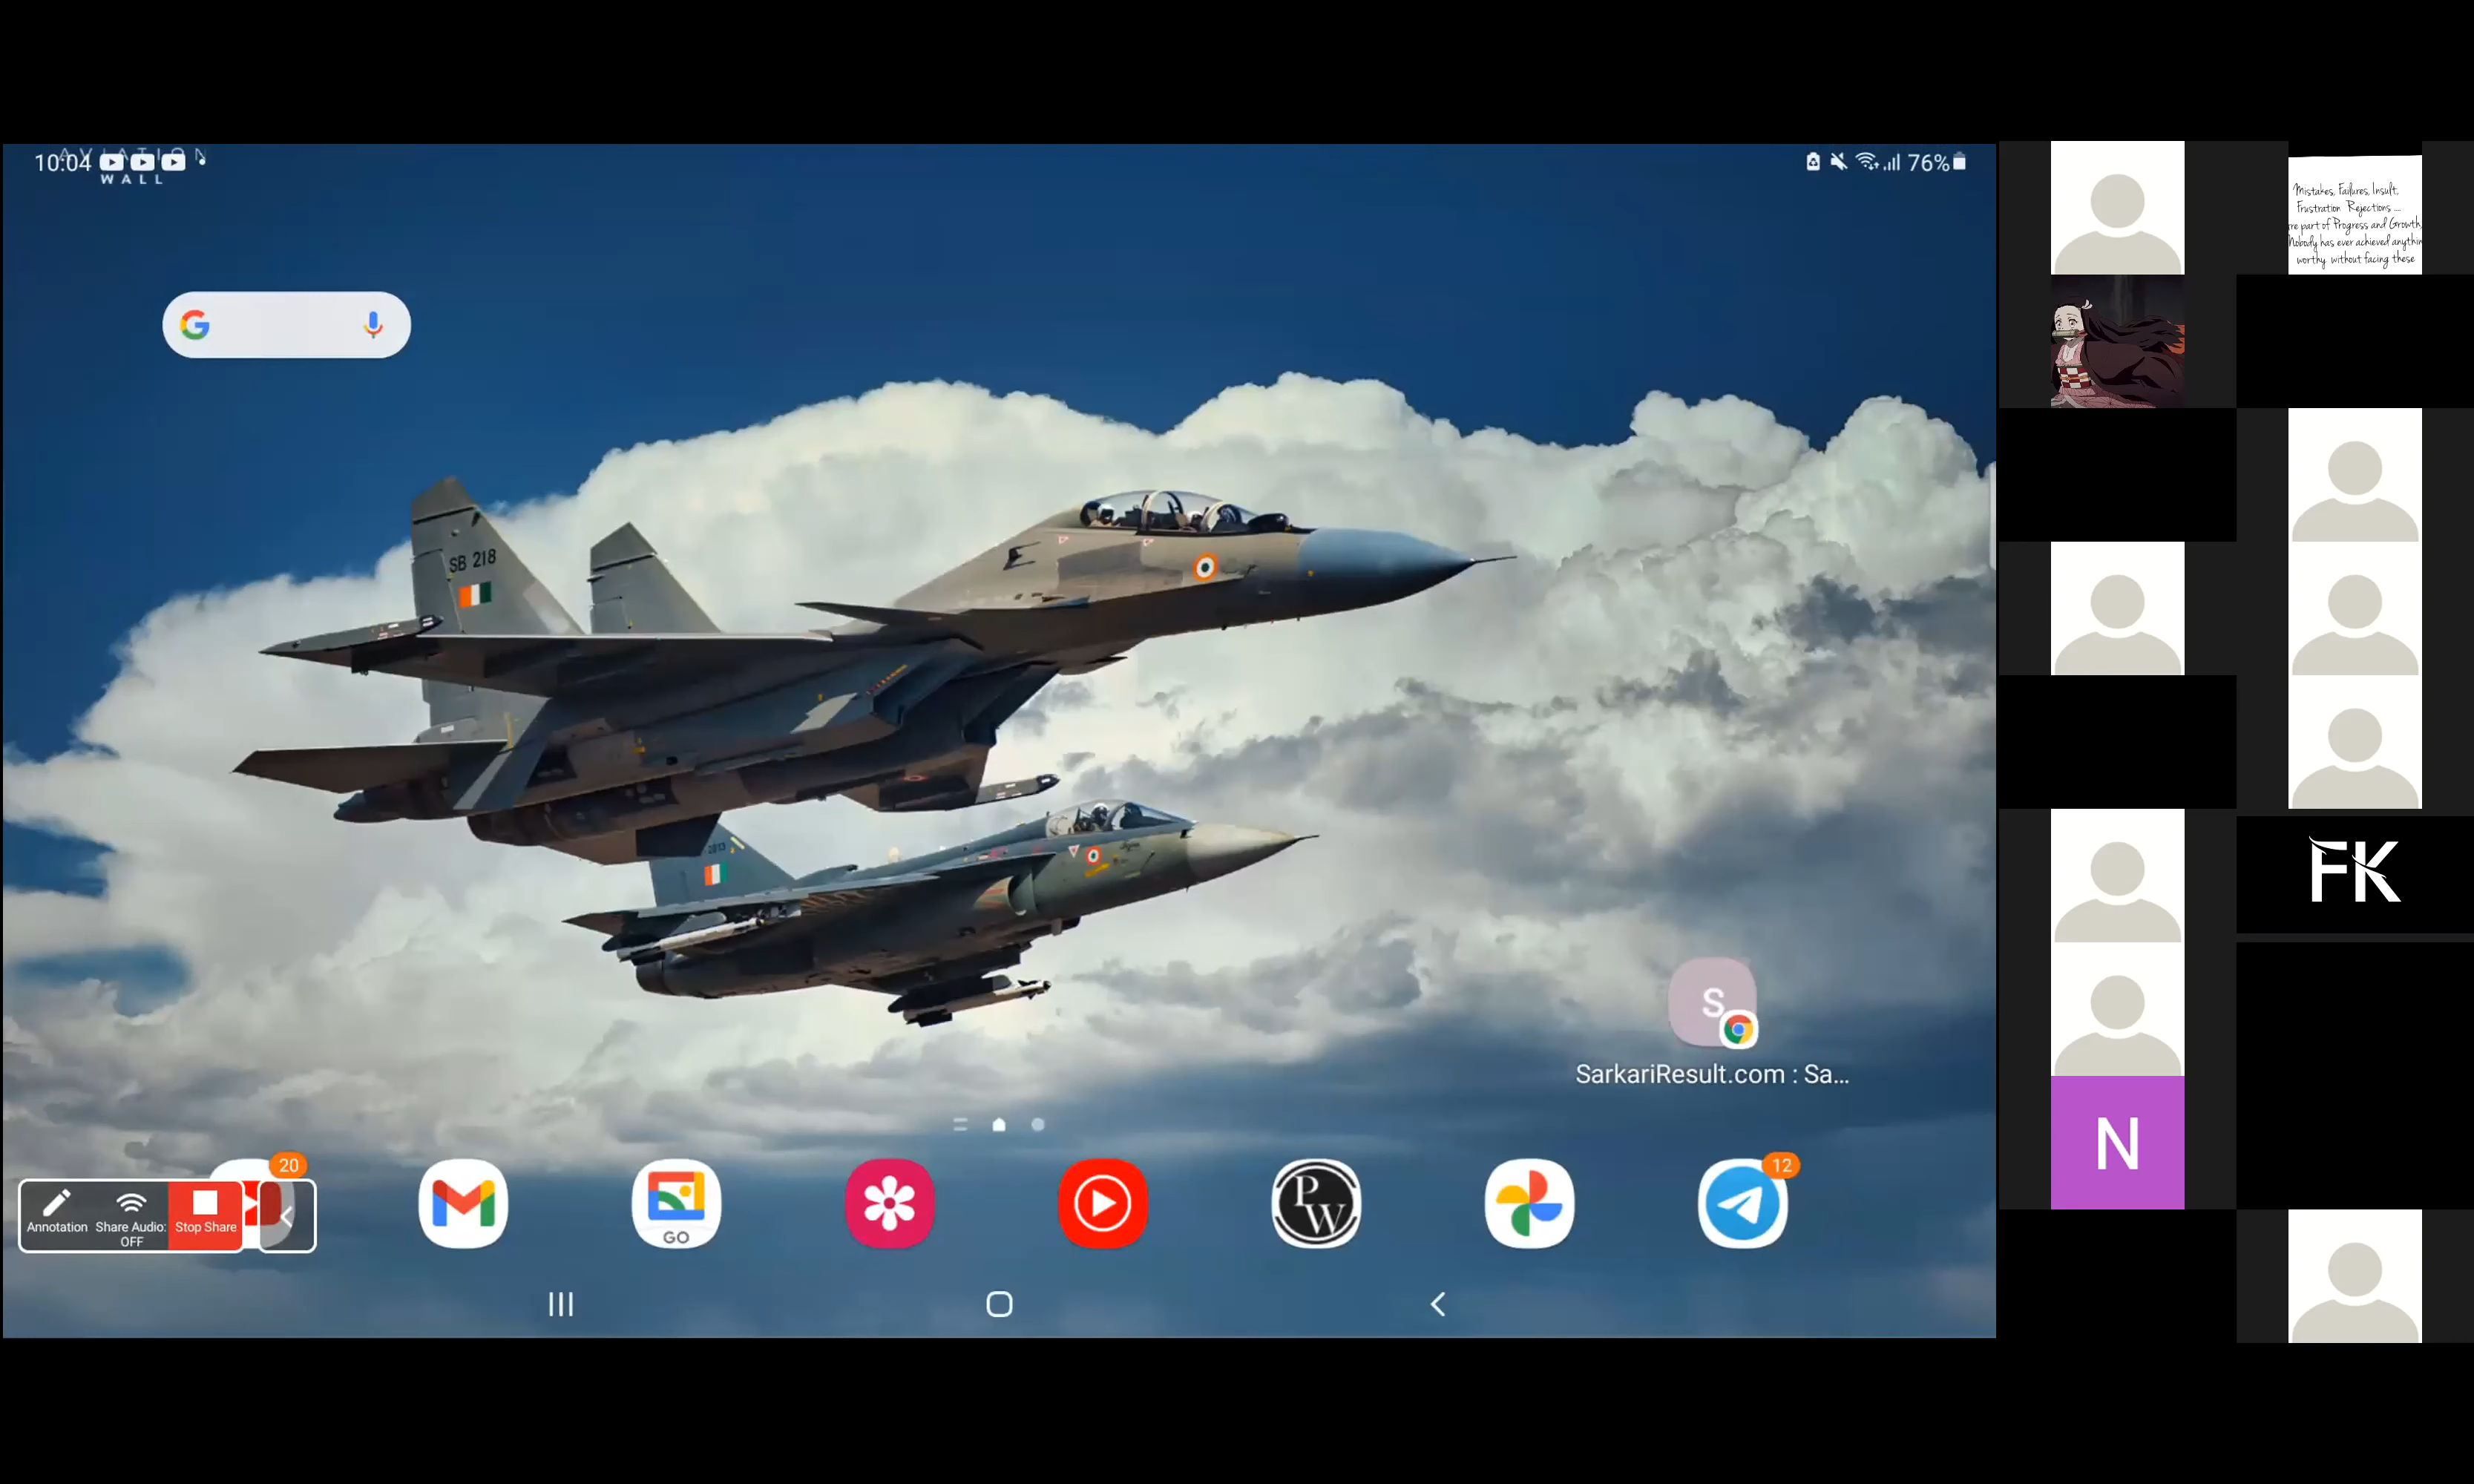 AVIATION
WALL
10:04
76%
Mistakes, Failures, Insult,
Frustration Rejections ...
re part of Progress and Growth,
Nobody has ever achieved anythin
worthy without facing these
SB 218
FK
S
SarkariResult.com : Sa...
N
20
12
Annotation
Share Audio:
OFF
Stop Share
GO
PW